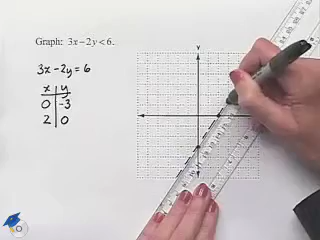 Graph: 3x − 2y < 6.
3x − 2y = 6
x | y
0 | -3
2 | 0
y